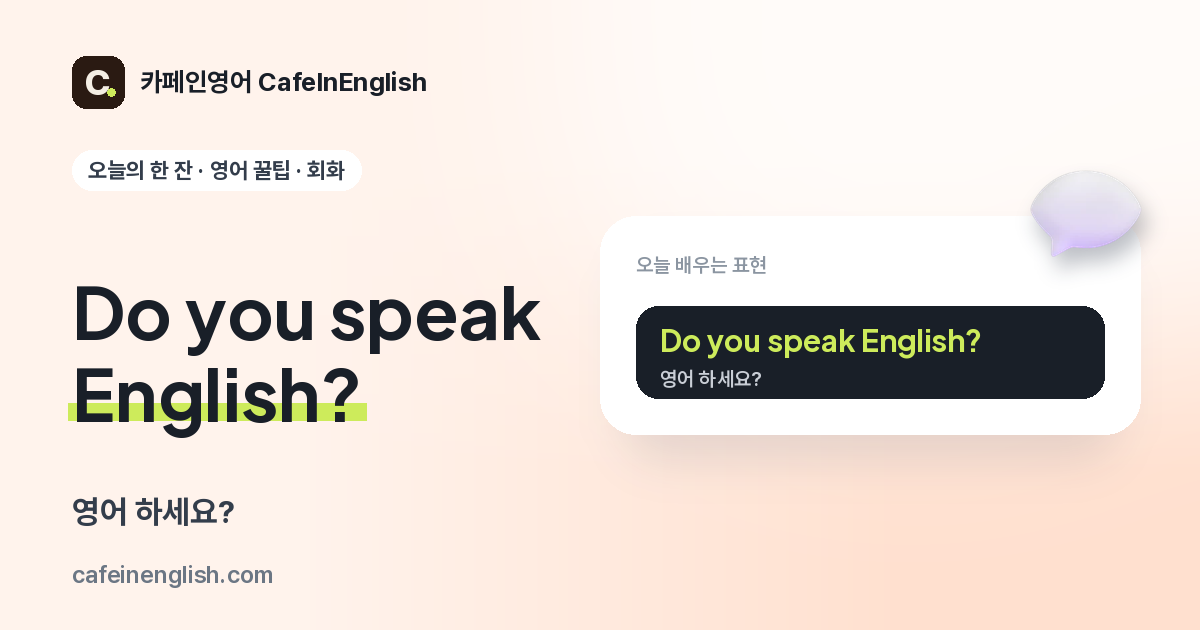 C
카페인영어 CafeInEnglish
오늘의 한 잔 · 영어 꿀팁 · 회화
Do you speak
English?
영어 하세요?
cafeinenglish.com
오늘 배우는 표현
Do you speak English?
영어 하세요?